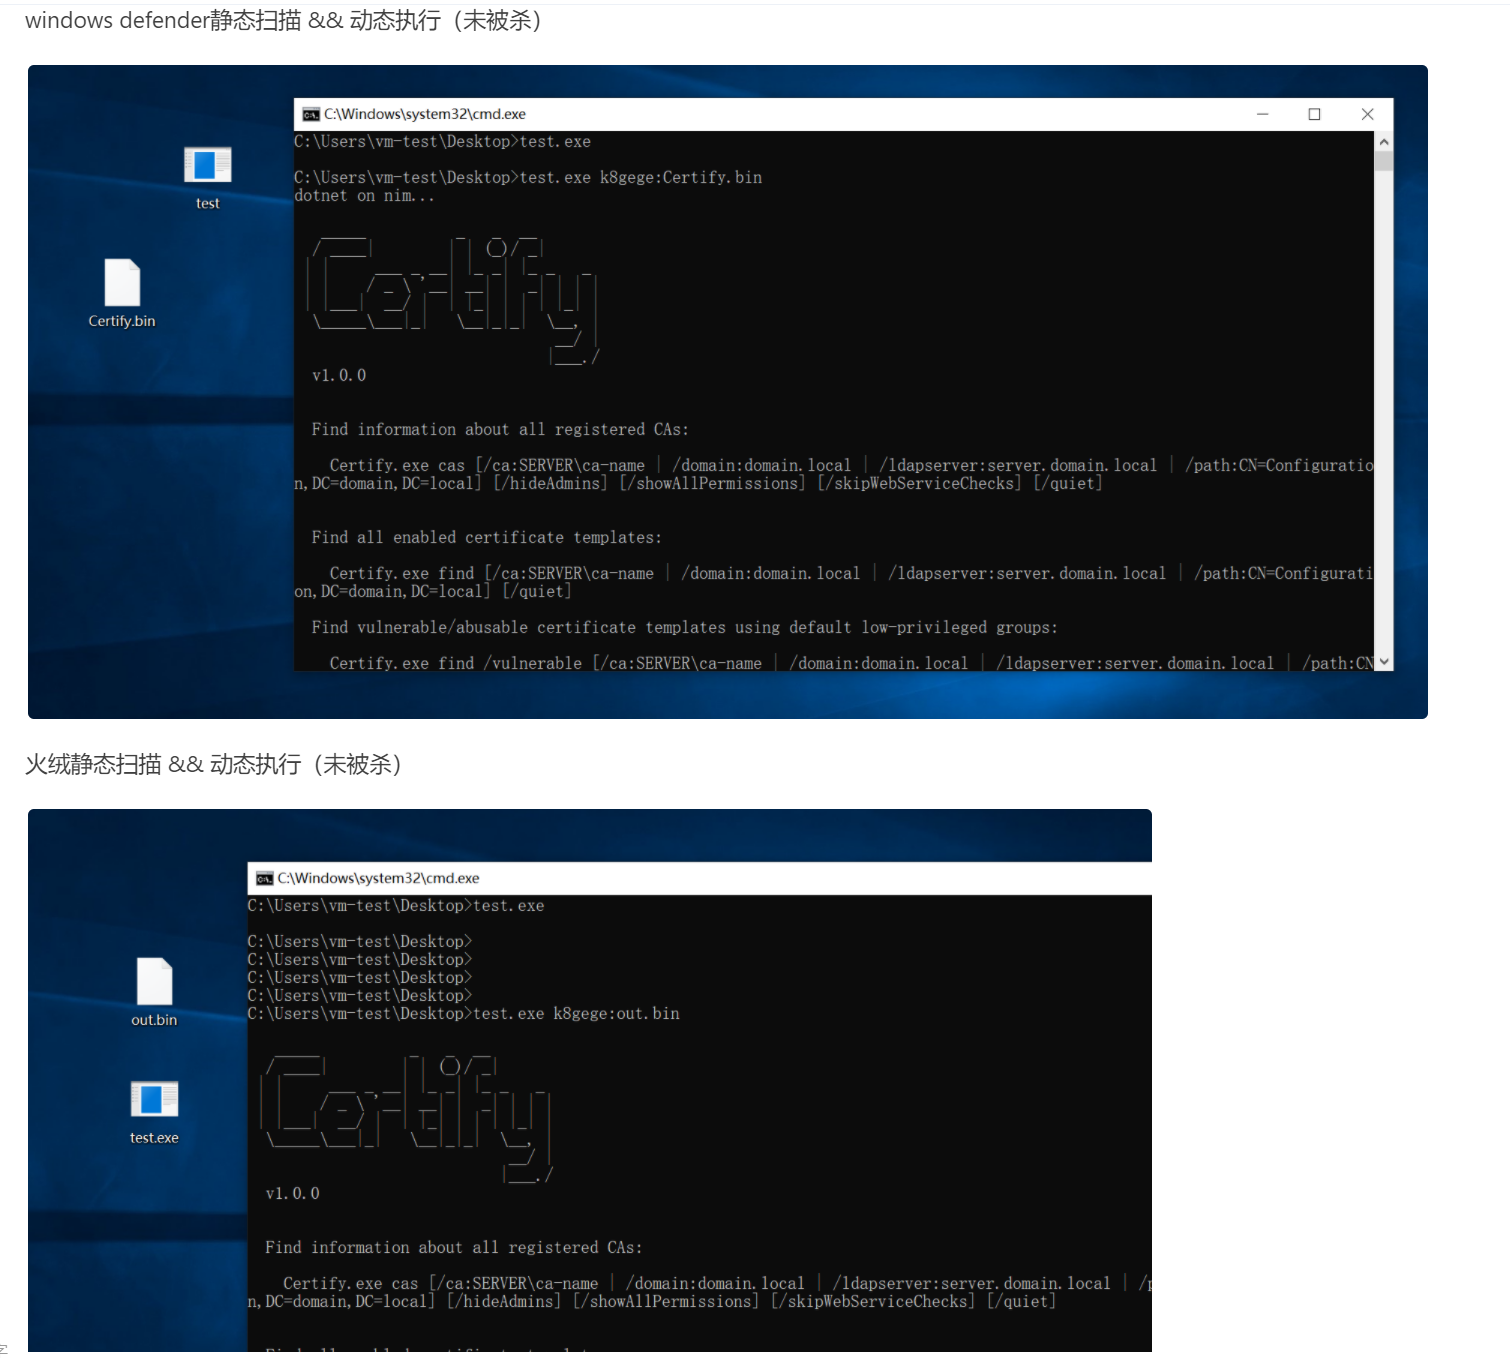 windows defender静态扫描 && 动态执行（未被杀）
C:\Windows\system32\cmd.exe
C:\Users\vm-test\Desktop>test.exe
C:\Users\vm-test\Desktop>test.exe k8gege:Certify.bin
dotnet on nim...
test
Certify.bin
Certify
v1.0.0
Find information about all registered CAs:
Certify.exe cas [/ca:SERVER\ca-name | /domain:domain.local | /ldapserver:server.domain.local | /path:CN=Configuratio
n,DC=domain,DC=local] [/hideAdmins] [/showAllPermissions] [/skipWebServiceChecks] [/quiet]
Find all enabled certificate templates:
Certify.exe find [/ca:SERVER\ca-name | /domain:domain.local | /ldapserver:server.domain.local | /path:CN=Configurati
on,DC=domain,DC=local] [/quiet]
Find vulnerable/abusable certificate templates using default low-privileged groups:
Certify.exe find /vulnerable [/ca:SERVER\ca-name | /domain:domain.local | /ldapserver:server.domain.local | /path:CN
火绒静态扫描 && 动态执行（未被杀）
C:\Windows\system32\cmd.exe
C:\Users\vm-test\Desktop>test.exe
C:\Users\vm-test\Desktop>
C:\Users\vm-test\Desktop>
C:\Users\vm-test\Desktop>
C:\Users\vm-test\Desktop>
C:\Users\vm-test\Desktop>test.exe k8gege:out.bin
out.bin
test.exe
Certify
v1.0.0
Find information about all registered CAs:
Certify.exe cas [/ca:SERVER\ca-name | /domain:domain.local | /ldapserver:server.domain.local | /p
n,DC=domain,DC=local] [/hideAdmins] [/showAllPermissions] [/skipWebServiceChecks] [/quiet]